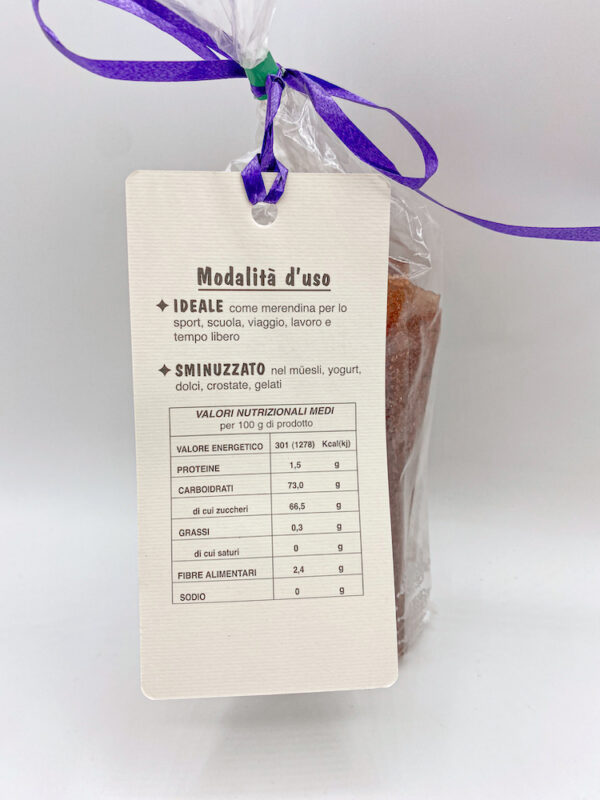 Modalità d'uso
✦ IDEALE come merendina per lo
sport, scuola, viaggio, lavoro e
tempo libero
✦ SMINUZZATO nel müesli, yogurt,
dolci, crostate, gelati
VALORI NUTRIZIONALI MEDI
per 100 g di prodotto
VALORE ENERGETICO 301 (1278) Kcal(kj)
PROTEINE 1,5 g
CARBOIDRATI 73,0 g
di cui zuccheri 66,5 g
GRASSI 0,3 g
di cui saturi 0 g
FIBRE ALIMENTARI 2,4 g
SODIO 0 g